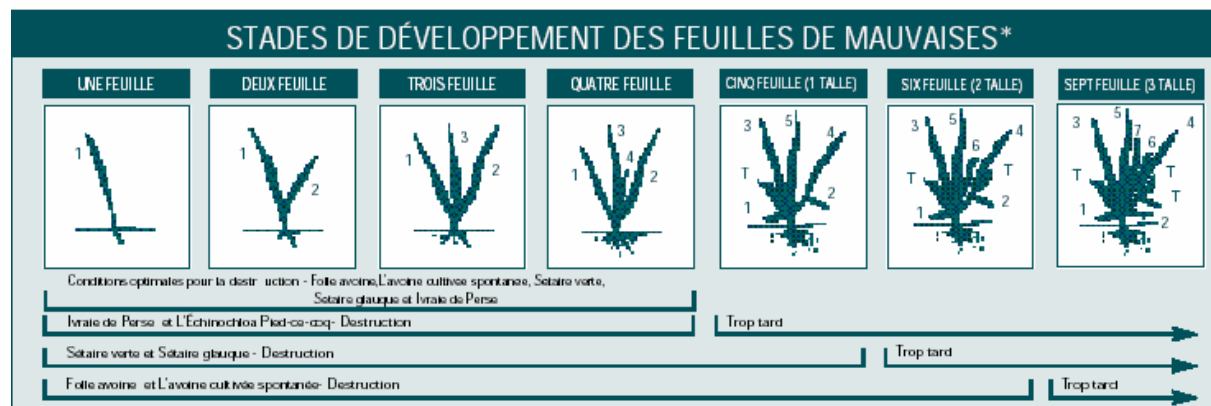 STADES DE DÉVELOPPEMENT DES FEUILLES DE MAUVAISES*
UNE FEUILLE
DEUX FEUILLE
TROIS FEUILLE
QUATRE FEUILLE
CINQ FEUILLE (1 TALLE)
SIX FEUILLE (2 TALLE)
SEPT FEUILLE (3 TALLE)
1
1 2
1 3 2
1 3 4 2
3 5 4 T 1 2
3 5 4 6 T T 1 2
3 5 7 6 4 T T T 1 2
Conditions optimales pour la destr uction - Folle avoine, L'avoine cultivee spontanee, Setaire verte,
Setaire glauque et Ivraie de Perse
Ivraie de Perse et L'Échinochloa Pied-ce-coq- Destruction
Trop tard
Sétaire verte et Sétaire glauque - Destruction
Trop tard
Folle avoine et L'avoine cultivée spontanée- Destruction
Trop tard